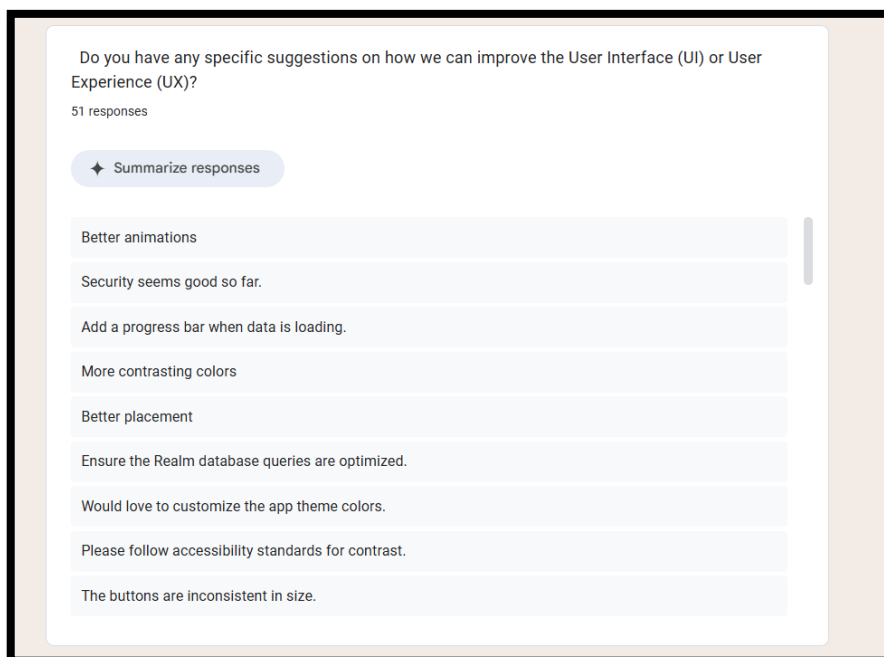 Do you have any specific suggestions on how we can improve the User Interface (UI) or User
Experience (UX)?
51 responses
Summarize responses
Better animations
Security seems good so far.
Add a progress bar when data is loading.
More contrasting colors
Better placement
Ensure the Realm database queries are optimized.
Would love to customize the app theme colors.
Please follow accessibility standards for contrast.
The buttons are inconsistent in size.